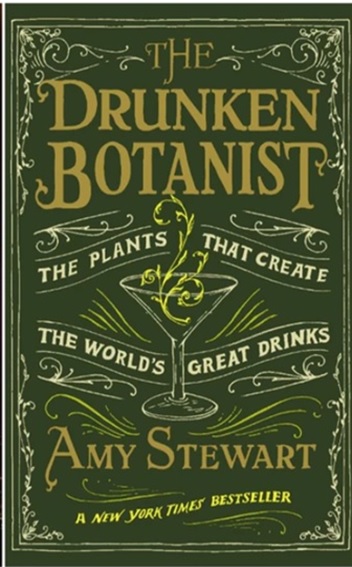 THE
DRUNKEN
BOTANIST
THE PLANTS THAT CREATE
THE WORLD'S GREAT DRINKS
AMY STEWART
A NEW YORK TIMES BESTSELLER